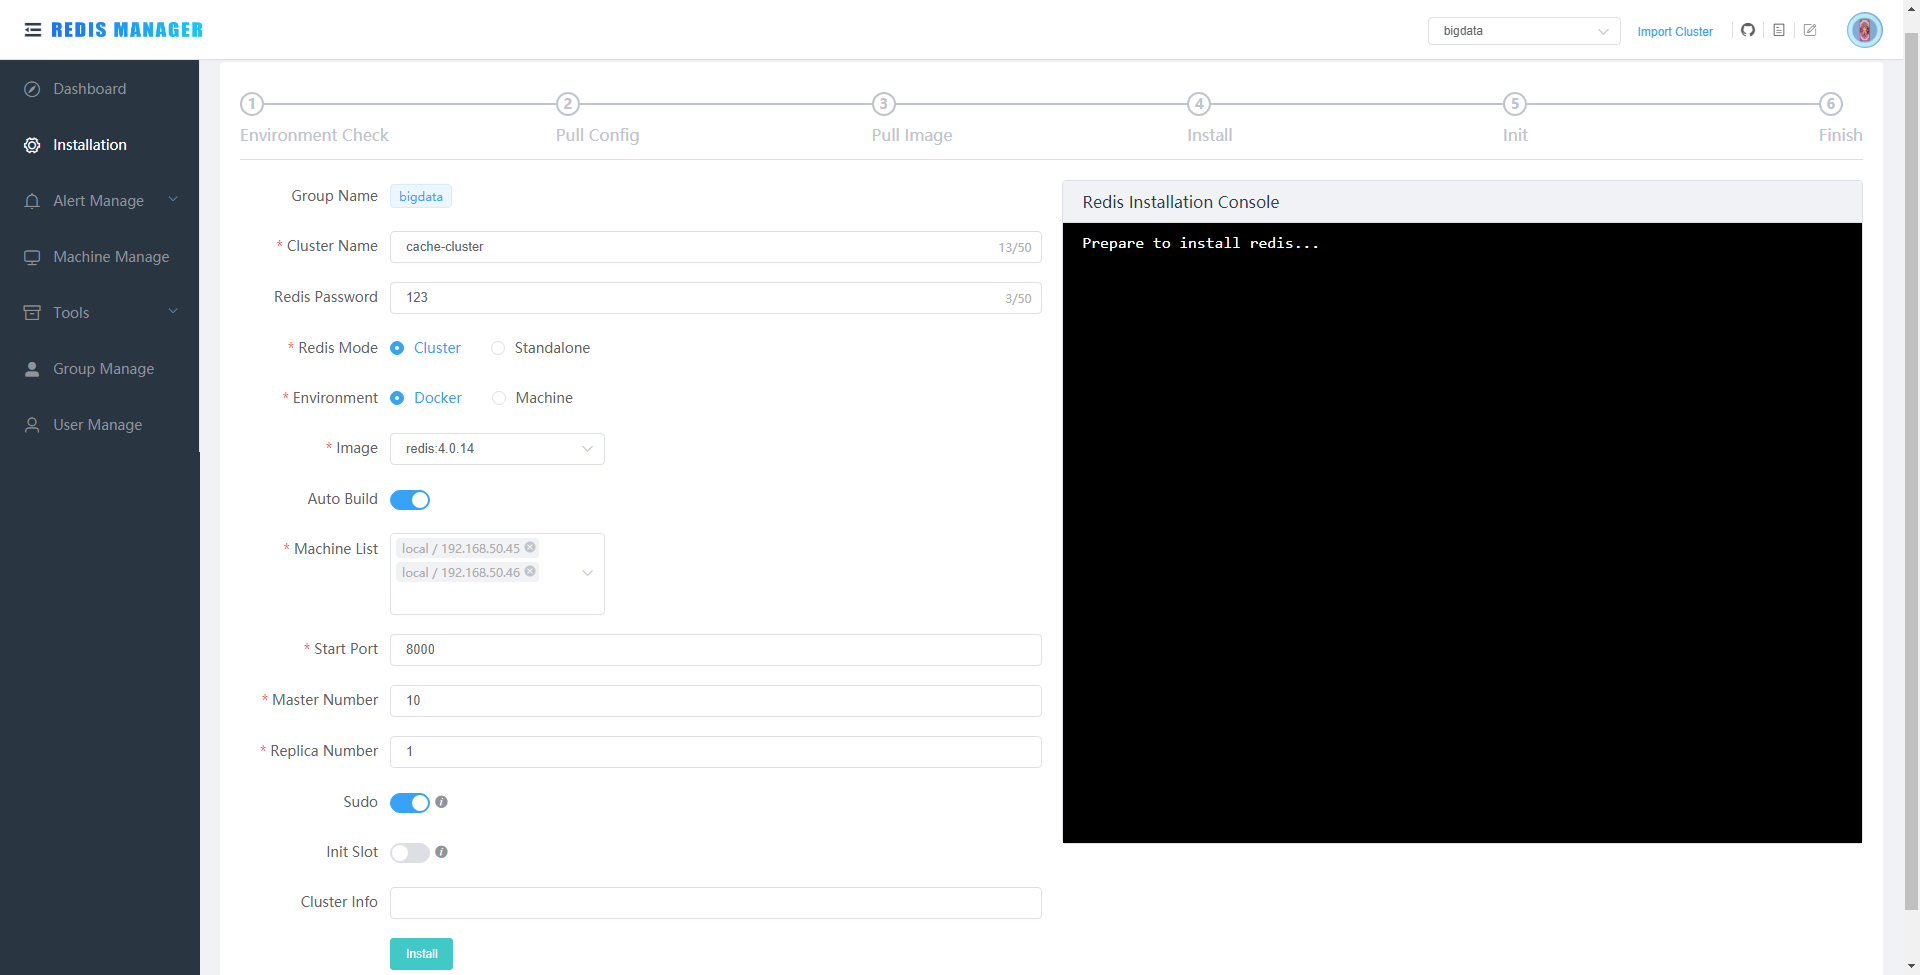 REDIS MANAGER
bigdata
Import Cluster
Dashboard
Installation
Alert Manage
Machine Manage
Tools
Group Manage
User Manage
1 2 3 4 5 6
Environment Check Pull Config Pull Image Install Init Finish
Group Name bigdata
* Cluster Name cache-cluster 13/50
Redis Password 123 3/50
* Redis Mode Cluster Standalone
* Environment Docker Machine
* Image redis:4.0.14
Auto Build
* Machine List local / 192.168.50.45
local / 192.168.50.46
* Start Port 8000
* Master Number 10
* Replica Number 1
Sudo
Init Slot
Cluster Info
Install
Redis Installation Console
Prepare to install redis...